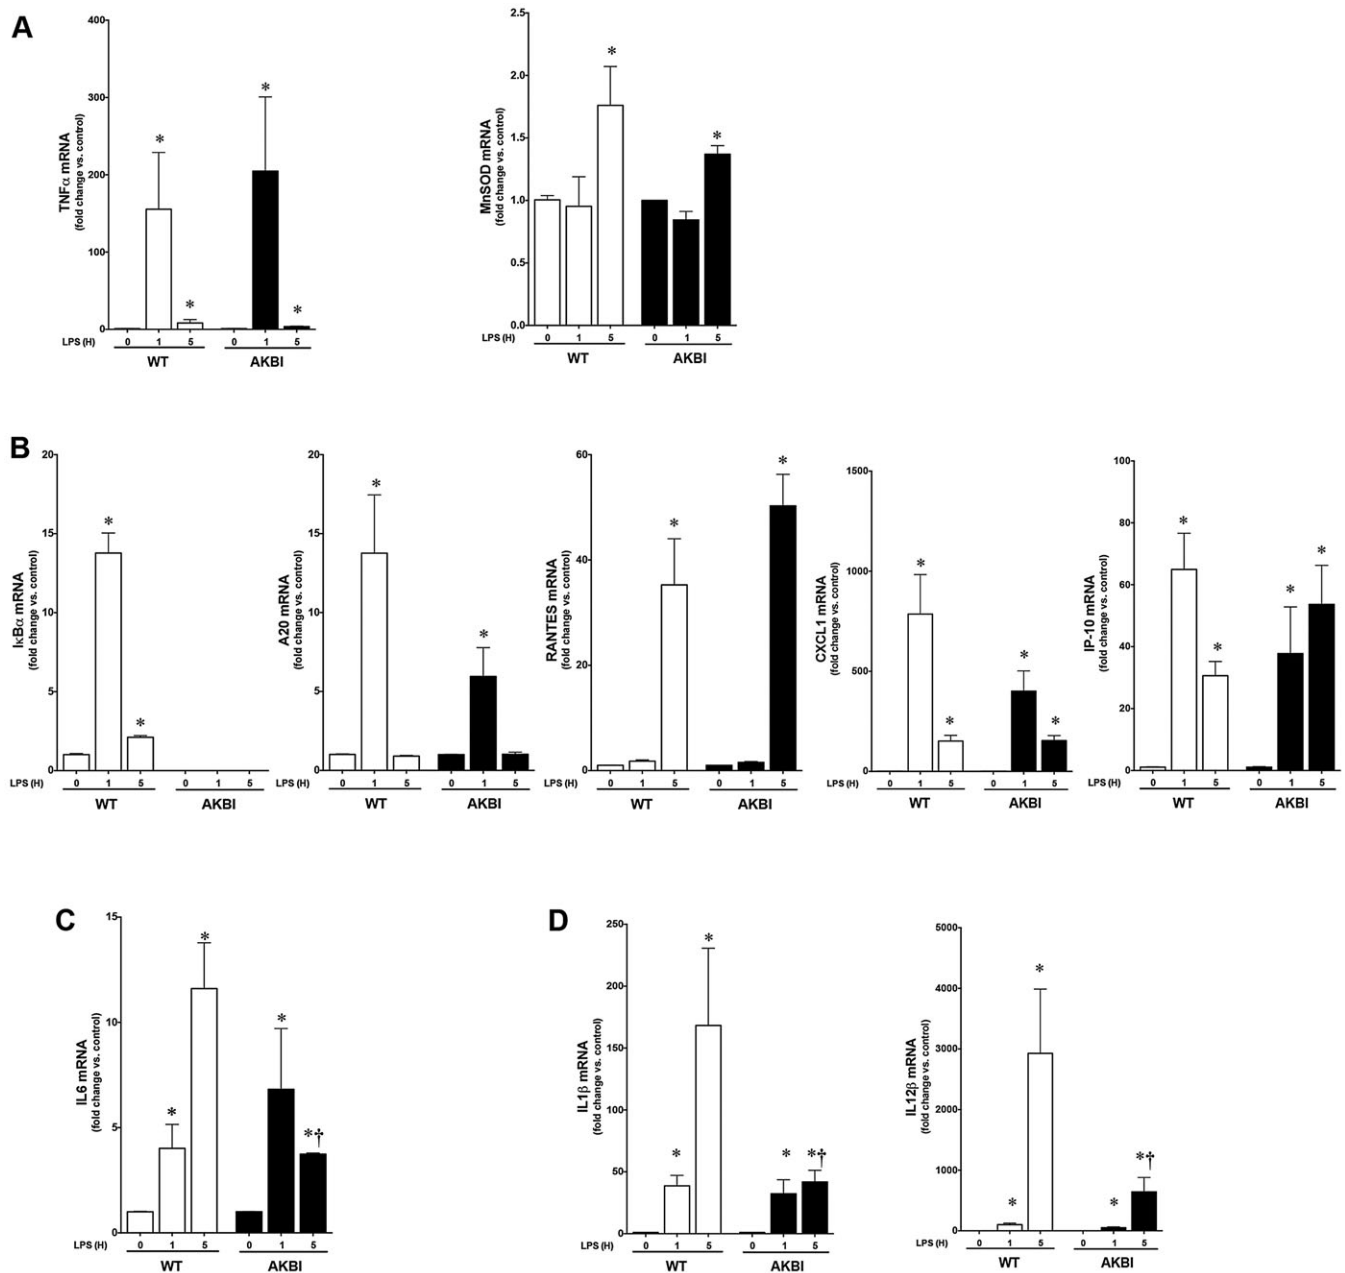 A
TNFα mRNA
(fold change vs. control)
400
300
200
100
0
* * * *
LPS (H) 0 1 5 0 1 5
WT AKBI
MnSOD mRNA
(fold change vs. control)
2.5
2.0
1.5
1.0
0.5
0.0
* *
LPS (H) 0 1 5 0 1 5
WT AKBI
B
IκBα mRNA
(fold change vs. control)
20
15
10
5
0
* *
LPS (H) 0 1 5 0 1 5
WT AKBI
A20 mRNA
(fold change vs. control)
20
15
10
5
0
* *
LPS (H) 0 1 5 0 1 5
WT AKBI
RANTES mRNA
(fold change vs. control)
60
40
20
0
* *
LPS (H) 0 1 5 0 1 5
WT AKBI
CXCL1 mRNA
(fold change vs. control)
1500
1000
500
0
* * * *
LPS (H) 0 1 5 0 1 5
WT AKBI
IP-10 mRNA
(fold change vs. control)
100
80
60
40
20
0
* * * *
LPS (H) 0 1 5 0 1 5
WT AKBI
C
IL6 mRNA
(fold change vs. control)
15
10
5
0
* * * *†
LPS (H) 0 1 5 0 1 5
WT AKBI
D
IL1β mRNA
(fold change vs. control)
250
200
150
100
50
0
* * * *†
LPS (H) 0 1 5 0 1 5
WT AKBI
IL12β mRNA
(fold change vs. control)
5000
4000
3000
2000
1000
0
* * * *†
LPS (H) 0 1 5 0 1 5
WT AKBI